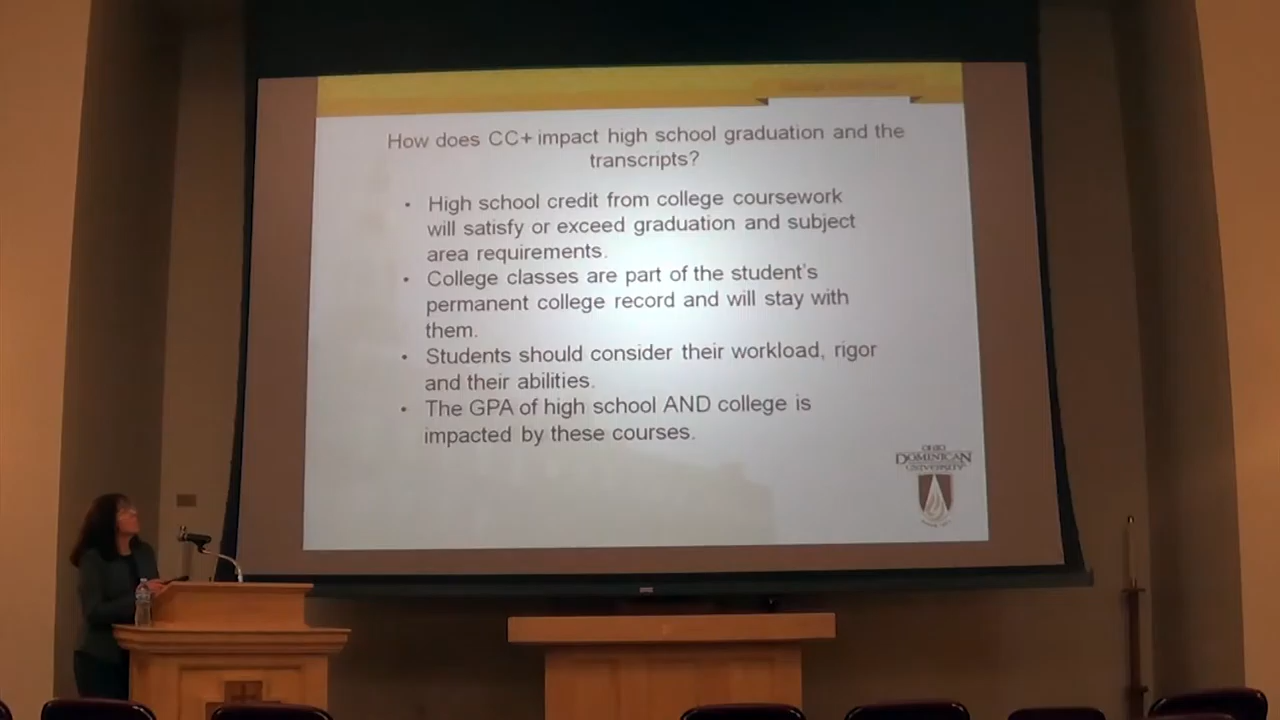 How does CC+ impact high school graduation and the
transcripts?
• High school credit from college coursework
will satisfy or exceed graduation and subject
area requirements.
• College classes are part of the student's
permanent college record and will stay with
them.
• Students should consider their workload, rigor
and their abilities.
• The GPA of high school AND college is
impacted by these courses.
OHIO
DOMINICAN
UNIVERSITY